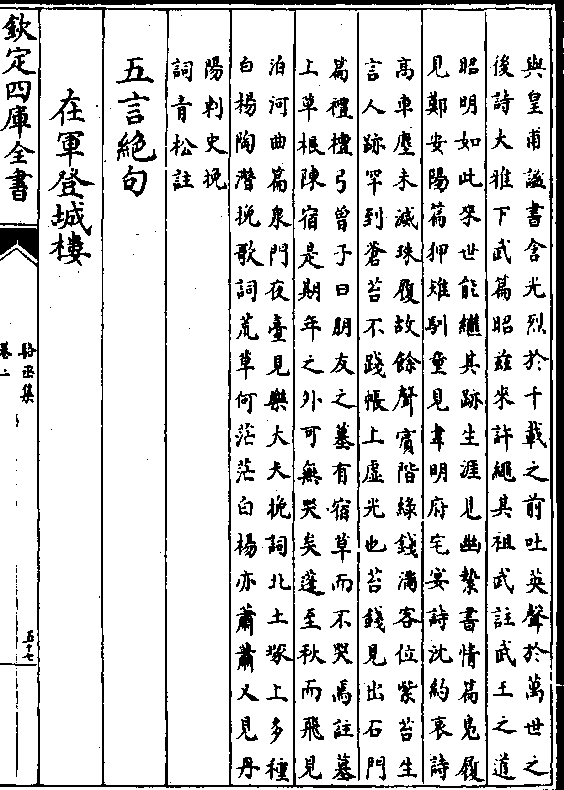 與皇甫謐書含光烈於千載之前吐英聲於萬世之
後詩大雅下武篇昭茲來許繩其祖武註武王之道
昭明如此來世能繼其跡生涯見幽縶書情篇鳬履
見鄭安陽篇狎雉馴童見韋明府宅宴詩沈約哀詩
高車塵未滅珠履故餘聲賓階綠錢滿客位紫苔生
言人跡罕到蒼苔不踐帳上虛光也苔錢見出石門
篇禮檀弓曾子曰朋友之墓有宿草而不哭焉註墓
上草根陳宿是期年之外可無哭矣蓬至秋而飛見
泊河曲篇泉門夜臺見樂大夫挽詞北土塚上多種
白楊陶潛挽歌詞荒草何茫茫白楊亦蕭蕭又見丹
陽刺史挽
詞青松註
五言絕句
在軍登城樓
欽定四庫全書
駱丞集
卷二
五十七